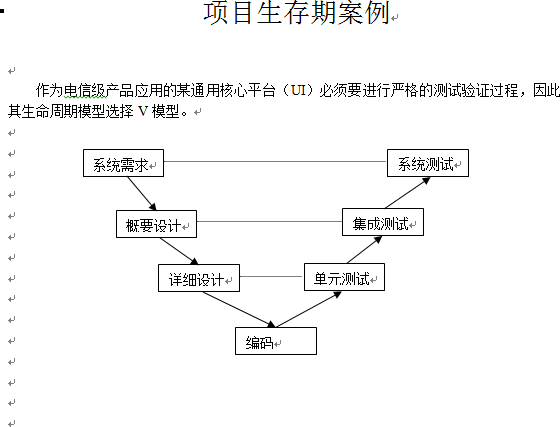 项目生存期案例
作为电信级产品应用的某通用核心平台（UI）必须要进行严格的测试验证过程，因此
其生命周期模型选择 V 模型。
系统需求
系统测试
概要设计
集成测试
详细设计
单元测试
编码